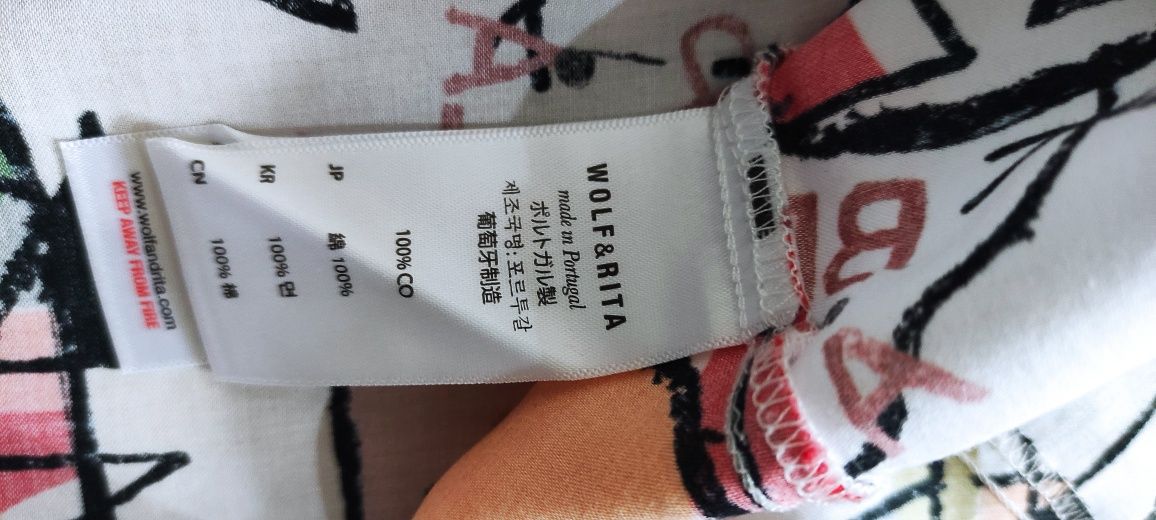 WOLF&RITA
made in Portugal
ポルトガル製
제조국명: 포르투갈
葡萄牙制造
100% CO
JP 綿 100%
KR 100% 면
CN 100% 棉
www.wolfandrita.com
KEEP AWAY FROM FIRE